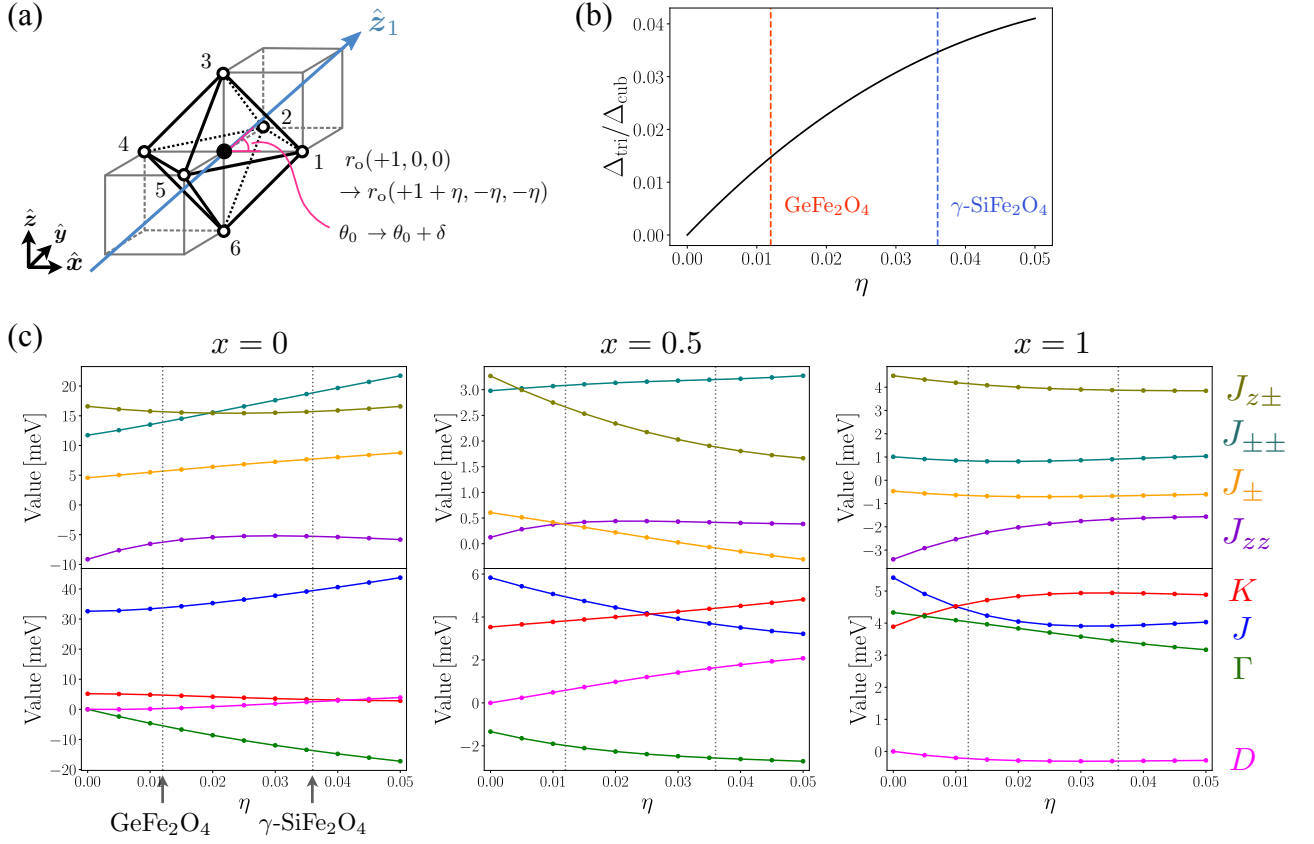 (a)
ẑ₁
3
2
4
1
5
6
r₀(+1, 0, 0)
→ r₀(+1 + η, −η, −η)
θ₀ → θ₀ + δ
ẑ
ŷ
x̂
(b)
Δtri/Δcub
0.04
0.03
0.02
0.01
0.00
GeFe₂O₄
γ-SiFe₂O₄
0.00 0.01 0.02 0.03 0.04 0.05
η
(c)
x = 0
x = 0.5
x = 1
Value [meV]
20
15
10
5
0
−5
−10
Value [meV]
40
30
20
10
0
−10
−20
0.00 0.01 0.02 0.03 0.04 0.05
η
GeFe₂O₄
γ-SiFe₂O₄
Value [meV]
3.0
2.5
2.0
1.5
1.0
0.5
0.0
Value [meV]
6
4
2
0
−2
0.00 0.01 0.02 0.03 0.04 0.05
η
Value [meV]
4
3
2
1
0
−1
−2
−3
Value [meV]
5
4
3
2
1
0
0.00 0.01 0.02 0.03 0.04 0.05
η
J_z±
J_±±
J_±
J_zz
K
J
Γ
D